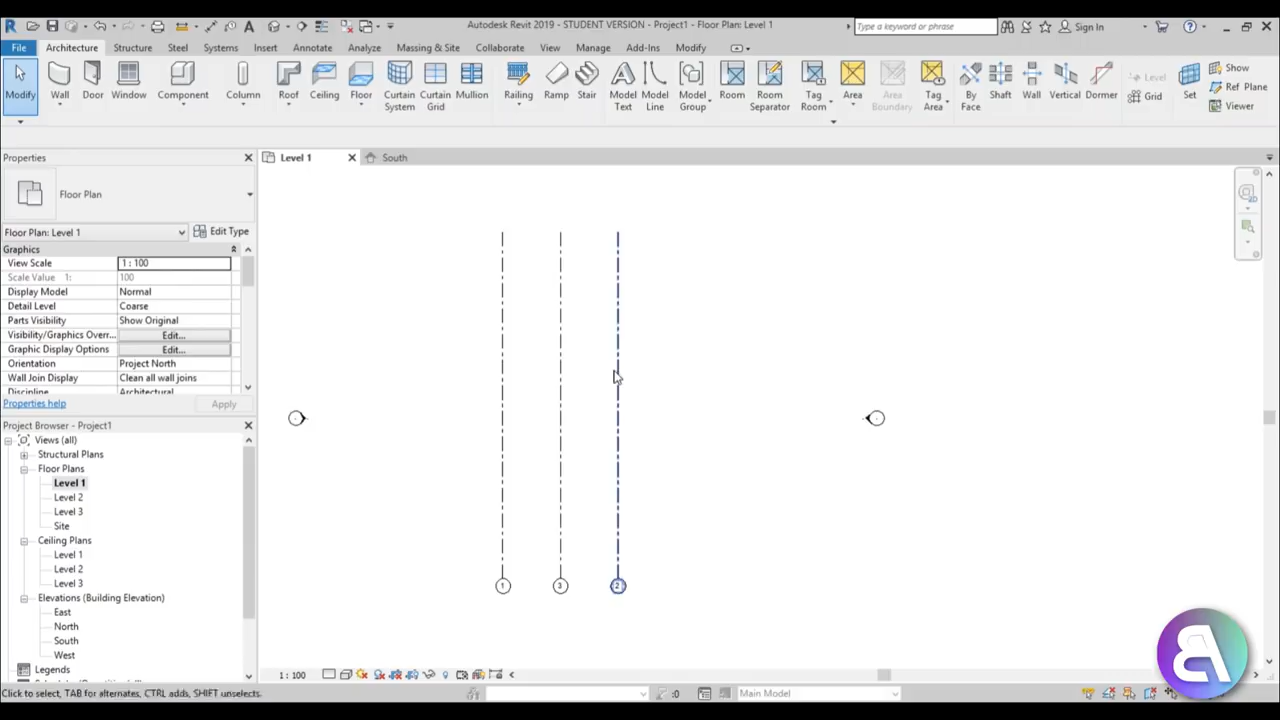 Autodesk Revit 2019 - STUDENT VERSION - Project1 - Floor Plan: Level 1
Type a keyword or phrase
Sign In
File Architecture Structure Steel Systems Insert Annotate Analyze Massing & Site Collaborate View Manage Add-Ins Modify
Modify Wall Door Window Component Column Roof Ceiling Floor Curtain System Curtain Grid Mullion Railing Ramp Stair Model Text Model Line Model Group Room Room Separator Tag Room Area Area Boundary Tag Area By Face Shaft Wall Vertical Dormer Level Grid Set Show Ref Plane Viewer
Properties
Level 1
South
Floor Plan
Floor Plan: Level 1
Edit Type
Graphics
View Scale 1 : 100
Scale Value 1: 100
Display Model Normal
Detail Level Coarse
Parts Visibility Show Original
Visibility/Graphics Overr... Edit...
Graphic Display Options Edit...
Orientation Project North
Wall Join Display Clean all wall joins
Discipline Architectural
Properties help
Apply
Project Browser - Project1
Views (all)
Structural Plans
Floor Plans
Level 1
Level 2
Level 3
Site
Ceiling Plans
Level 1
Level 2
Level 3
Elevations (Building Elevation)
East
North
South
West
Legends
1 3 2
1 : 100
Click to select, TAB for alternates, CTRL adds, SHIFT unselects.
:0
Main Model